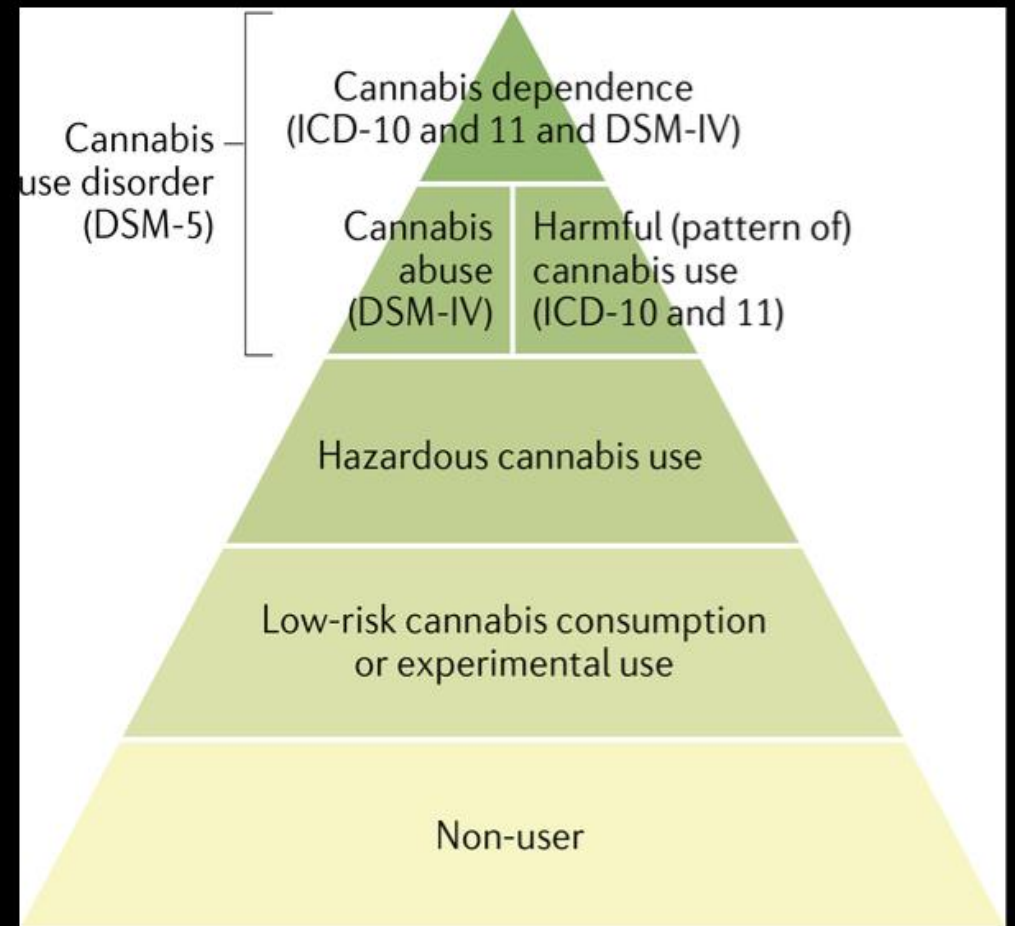 Cannabis dependence
(ICD-10 and 11 and DSM-IV)
Cannabis
use disorder
(DSM-5)
Cannabis
abuse
(DSM-IV)
Harmful (pattern of)
cannabis use
(ICD-10 and 11)
Hazardous cannabis use
Low-risk cannabis consumption
or experimental use
Non-user